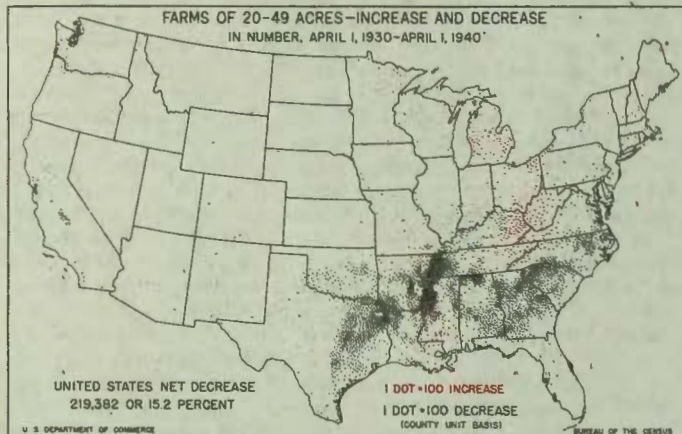 FARMS OF 20-49 ACRES-INCREASE AND DECREASE
IN NUMBER, APRIL 1, 1930-APRIL 1, 1940
UNITED STATES NET DECREASE
219,382 OR 15.2 PERCENT
1 DOT=100 INCREASE
1 DOT=100 DECREASE
(COUNTY UNIT BASIS)
U S DEPARTMENT OF COMMERCE
BUREAU OF THE CENSUS